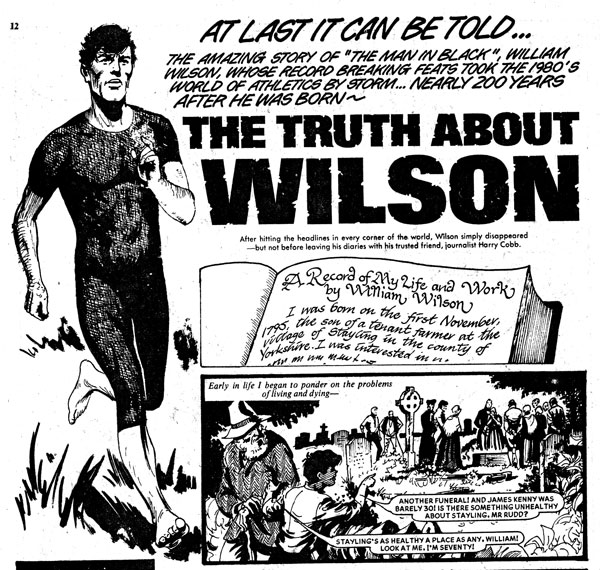 12
AT LAST IT CAN BE TOLD...
THE AMAZING STORY OF "THE MAN IN BLACK", WILLIAM
WILSON, WHOSE RECORD BREAKING FEATS TOOK THE 1980'S
WORLD OF ATHLETICS BY STORM... NEARLY 200 YEARS
AFTER HE WAS BORN~
THE TRUTH ABOUT
WILSON
After hitting the headlines in every corner of the world, Wilson simply disappeared
—but not before leaving his diaries with his trusted friend, journalist Harry Cobb.
A Record of My Life and Work
by William Wilson
I was born on the first November,
1795, the son of a tenant farmer at the
village of Stayling in the county of
Yorkshire. I was interested in
Early in life I began to ponder on the problems
of living and dying—
ANOTHER FUNERAL! AND JAMES KENNY WAS
BARELY 30! IS THERE SOMETHING UNHEALTHY
ABOUT STAYLING, MR RUDD?
STAYLING'S AS HEALTHY A PLACE AS ANY, WILLIAM!
LOOK AT ME. I'M SEVENTY!